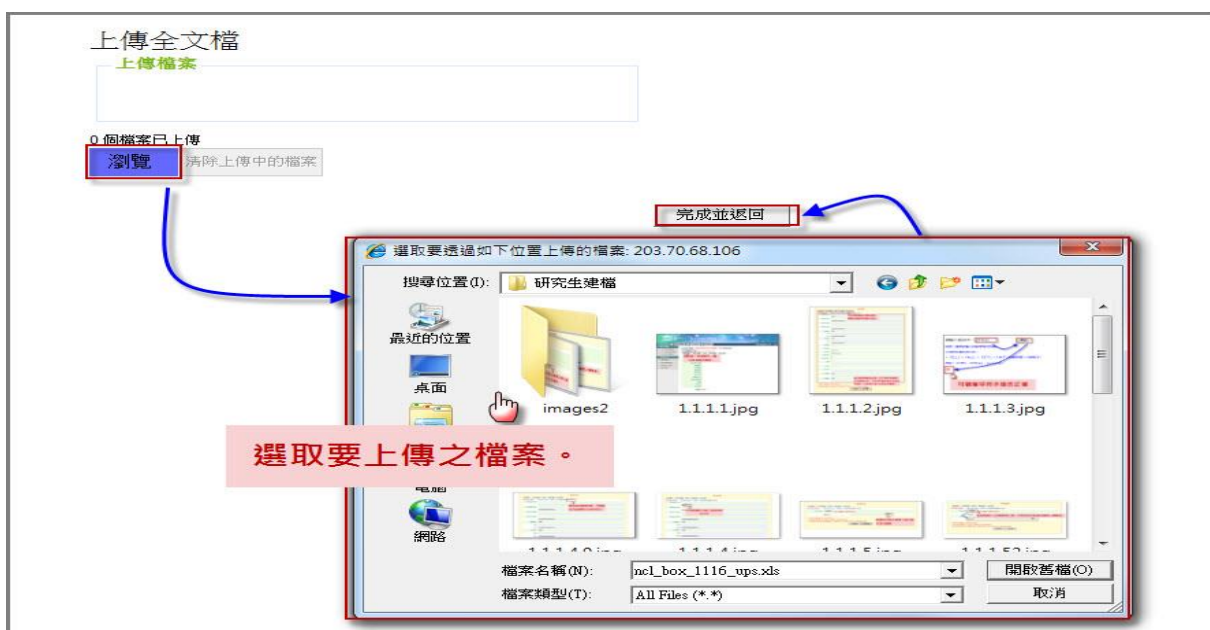 上傳全文檔
上傳檔案
0 個檔案已上傳
瀏覽
清除上傳中的檔案
完成並返回
選取要透過如下位置上傳的檔案: 203.70.68.106
搜尋位置(I):
研究生建檔
最近的位置
桌面
images2
1.1.1.1.jpg
1.1.1.2.jpg
1.1.1.3.jpg
選取要上傳之檔案。
電腦
網路
檔案名稱(N):
ncl_box_1116_ups.xls
開啟舊檔(O)
檔案類型(T):
All Files (*.*)
取消